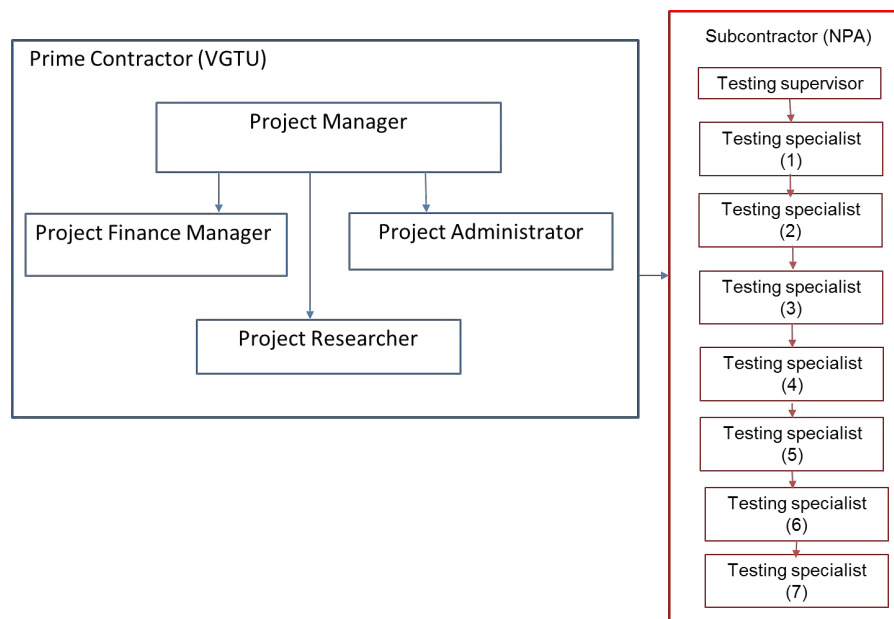 Prime Contractor (VGTU)
Project Manager
Project Finance Manager
Project Administrator
Project Researcher
Subcontractor (NPA)
Testing supervisor
Testing specialist
(1)
Testing specialist
(2)
Testing specialist
(3)
Testing specialist
(4)
Testing specialist
(5)
Testing specialist
(6)
Testing specialist
(7)